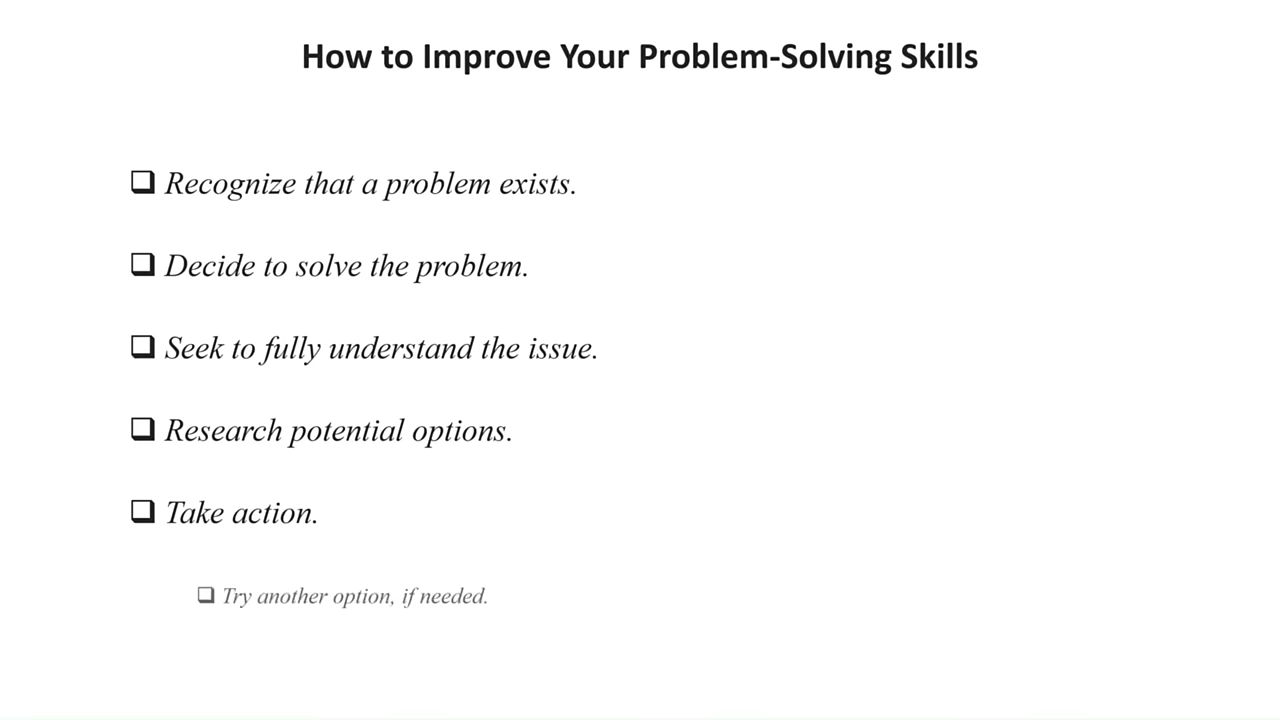 How to Improve Your Problem-Solving Skills
❑ Recognize that a problem exists.
❑ Decide to solve the problem.
❑ Seek to fully understand the issue.
❑ Research potential options.
❑ Take action.
❑ Try another option, if needed.